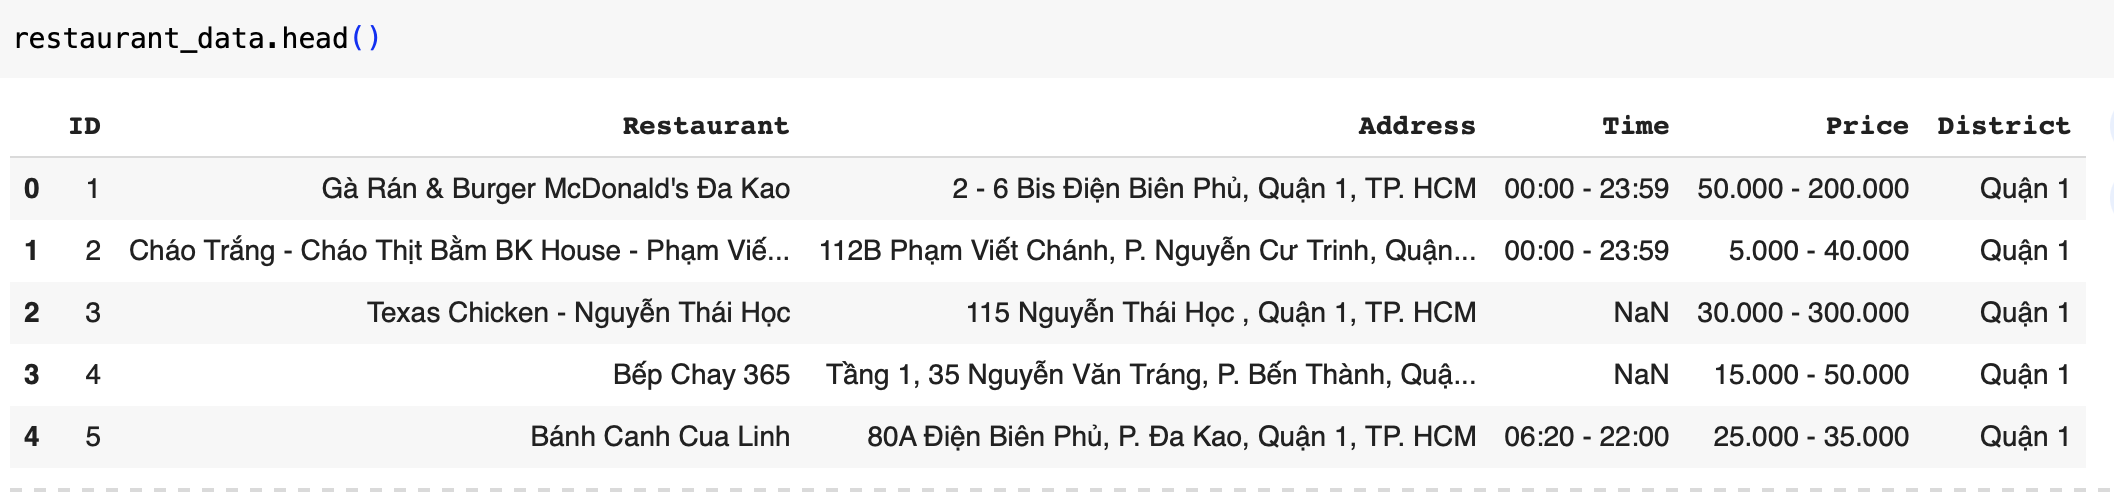 restaurant_data.head()
ID Restaurant Address Time Price District
0 1 Gà Rán & Burger McDonald's Đa Kao 2 - 6 Bis Điện Biên Phủ, Quận 1, TP. HCM 00:00 - 23:59 50.000 - 200.000 Quận 1
1 2 Cháo Trắng - Cháo Thịt Bằm BK House - Phạm Viế... 112B Phạm Viết Chánh, P. Nguyễn Cư Trinh, Quận... 00:00 - 23:59 5.000 - 40.000 Quận 1
2 3 Texas Chicken - Nguyễn Thái Học 115 Nguyễn Thái Học , Quận 1, TP. HCM NaN 30.000 - 300.000 Quận 1
3 4 Bếp Chay 365 Tầng 1, 35 Nguyễn Văn Tráng, P. Bến Thành, Quậ... NaN 15.000 - 50.000 Quận 1
4 5 Bánh Canh Cua Linh 80A Điện Biên Phủ, P. Đa Kao, Quận 1, TP. HCM 06:20 - 22:00 25.000 - 35.000 Quận 1